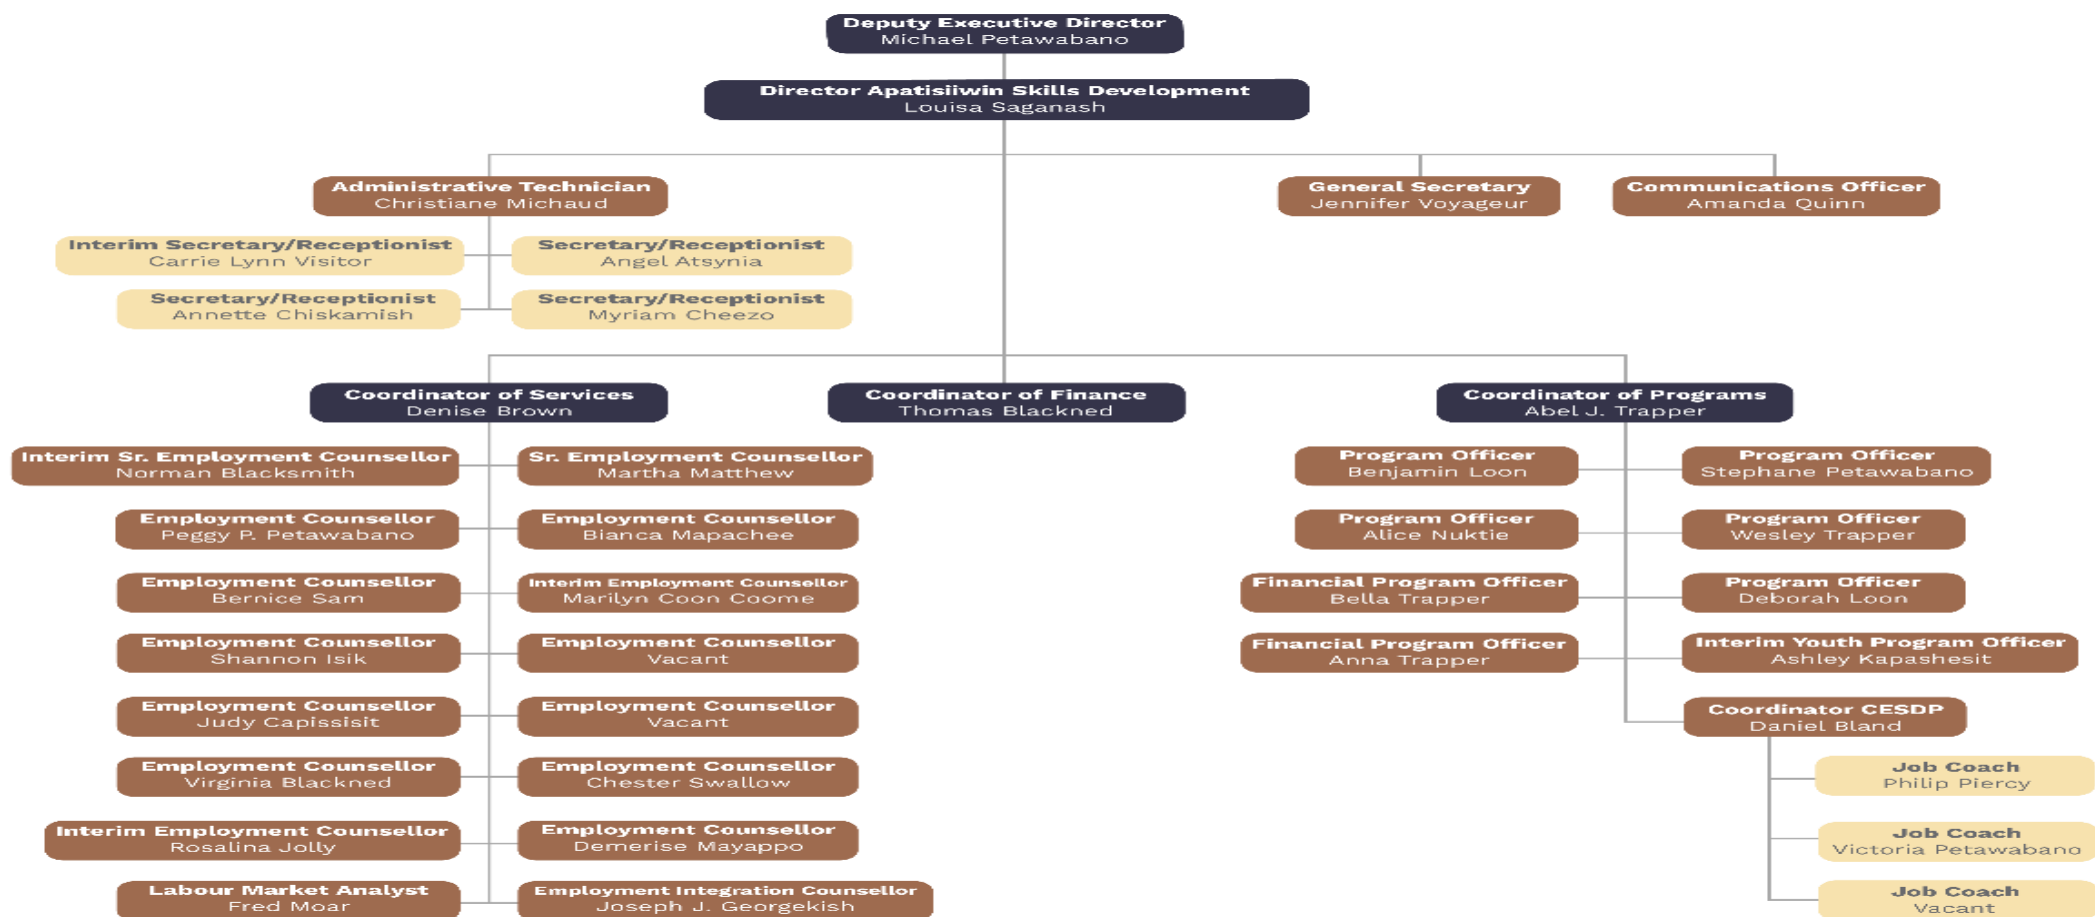 Deputy Executive Director
Michael Petawabano
Director Apatisiiwin Skills Development
Louisa Saganash
Administrative Technician
Christiane Michaud
General Secretary
Jennifer Voyageur
Communications Officer
Amanda Quinn
Interim Secretary/Receptionist
Carrie Lynn Visitor
Secretary/Receptionist
Angel Atsynia
Secretary/Receptionist
Annette Chiskamish
Secretary/Receptionist
Myriam Cheezo
Coordinator of Services
Denise Brown
Coordinator of Finance
Thomas Blackned
Coordinator of Programs
Abel J. Trapper
Interim Sr. Employment Counsellor
Norman Blacksmith
Sr. Employment Counsellor
Martha Matthew
Employment Counsellor
Peggy P. Petawabano
Employment Counsellor
Bianca Mapachee
Employment Counsellor
Bernice Sam
Interim Employment Counsellor
Marilyn Coon Coome
Employment Counsellor
Shannon Isik
Employment Counsellor
Vacant
Employment Counsellor
Judy Capissisit
Employment Counsellor
Vacant
Employment Counsellor
Virginia Blackned
Employment Counsellor
Chester Swallow
Interim Employment Counsellor
Rosalina Jolly
Employment Counsellor
Demerise Mayappo
Labour Market Analyst
Fred Moar
Employment Integration Counsellor
Joseph J. Georgekish
Program Officer
Benjamin Loon
Program Officer
Stephane Petawabano
Program Officer
Alice Nuktie
Program Officer
Wesley Trapper
Financial Program Officer
Bella Trapper
Program Officer
Deborah Loon
Financial Program Officer
Anna Trapper
Interim Youth Program Officer
Ashley Kapashesit
Coordinator CESDP
Daniel Bland
Job Coach
Philip Piercy
Job Coach
Victoria Petawabano
Job Coach
Vacant